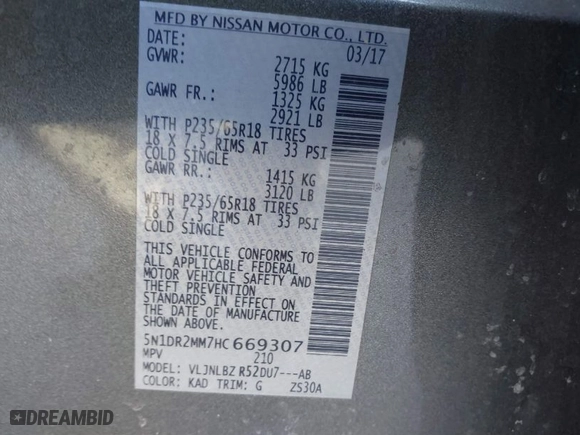 MFD BY NISSAN MOTOR CO., LTD.
DATE: 03/17
GVWR: 2715 KG
5986 LB
GAWR FR.: 1325 KG
2921 LB
WITH P235/65R18 TIRES
18 X 7.5 RIMS AT 33 PSI
COLD SINGLE
GAWR RR.: 1415 KG
3120 LB
WITH P235/65R18 TIRES
18 X 7.5 RIMS AT 33 PSI
COLD SINGLE
THIS VEHICLE CONFORMS TO
ALL APPLICABLE FEDERAL
MOTOR VEHICLE SAFETY AND
THEFT PREVENTION
STANDARDS IN EFFECT ON
THE DATE OF MANUFACTURE
SHOWN ABOVE.
5N1DR2MM7HC669307
MPV 210
MODEL: VLJNLBZ R52DU7---AB
COLOR: KAD TRIM: G ZS30A
DREAMBID